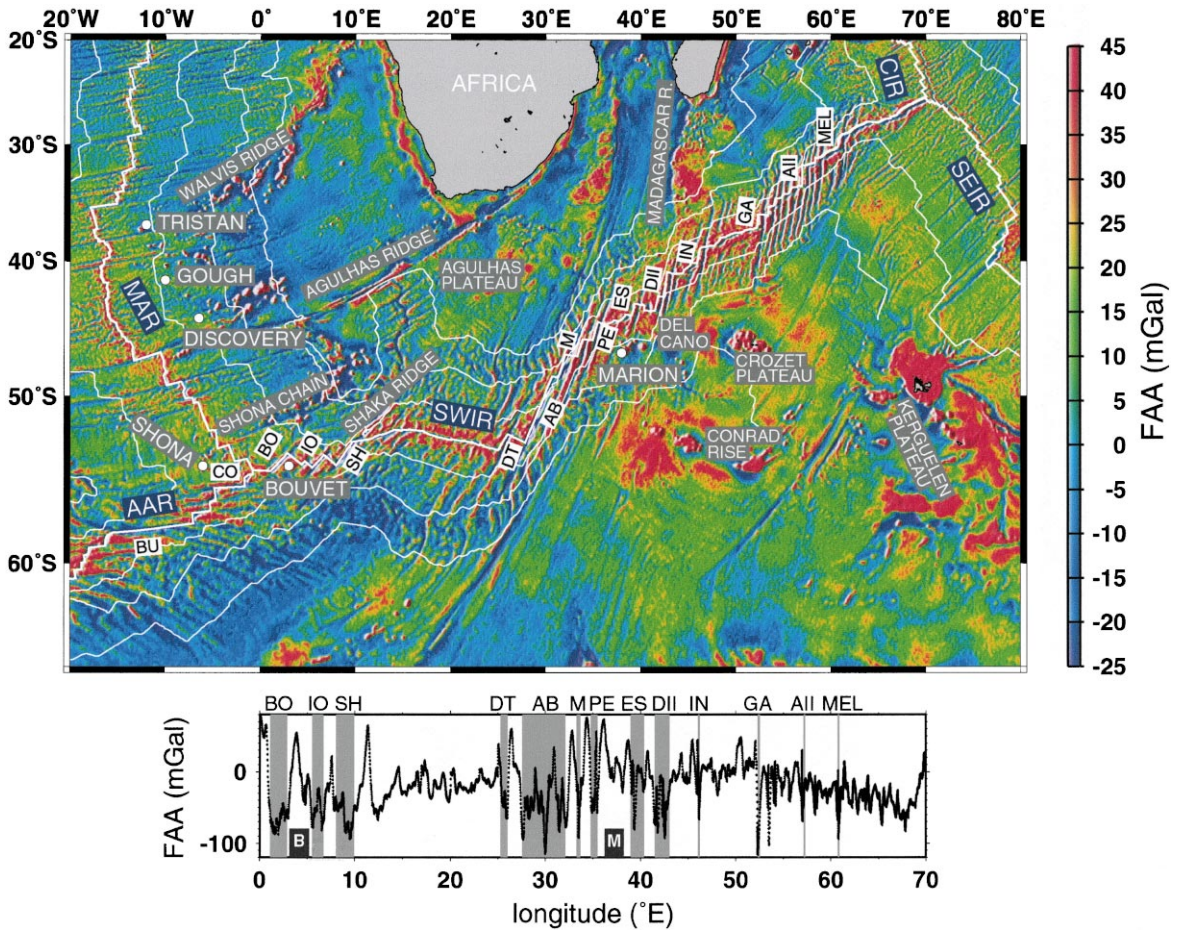 20°W 10°W 0° 10°E 20°E 30°E 40°E 50°E 60°E 70°E 80°E
20°S
30°S
40°S
50°S
60°S
AFRICA
MADAGASCAR R.
CIR
MEL
AII
SEIR
WALVIS RIDGE
TRISTAN
GA
IN
AGULHAS RIDGE
AGULHAS
PLATEAU
GOUGH
MAR
DII
ES
DISCOVERY
PE
M
DEL
CANO
MARION
CROZET
PLATEAU
SHONA CHAIN
SHAKA RIDGE
SWIR
AB
KERGUELEN
PLATEAU
SHONA
CO
BO
IO
SH
DT
CONRAD
RISE
BOUVET
AAR
BU
45
40
35
30
25
20
15
10
5
0
-5
-10
-15
-20
-25
FAA (mGal)
BO IO SH DT AB M PE ES DII IN GA AII MEL
FAA (mGal)
0
-100
B
M
0 10 20 30 40 50 60 70
longitude (˚E)